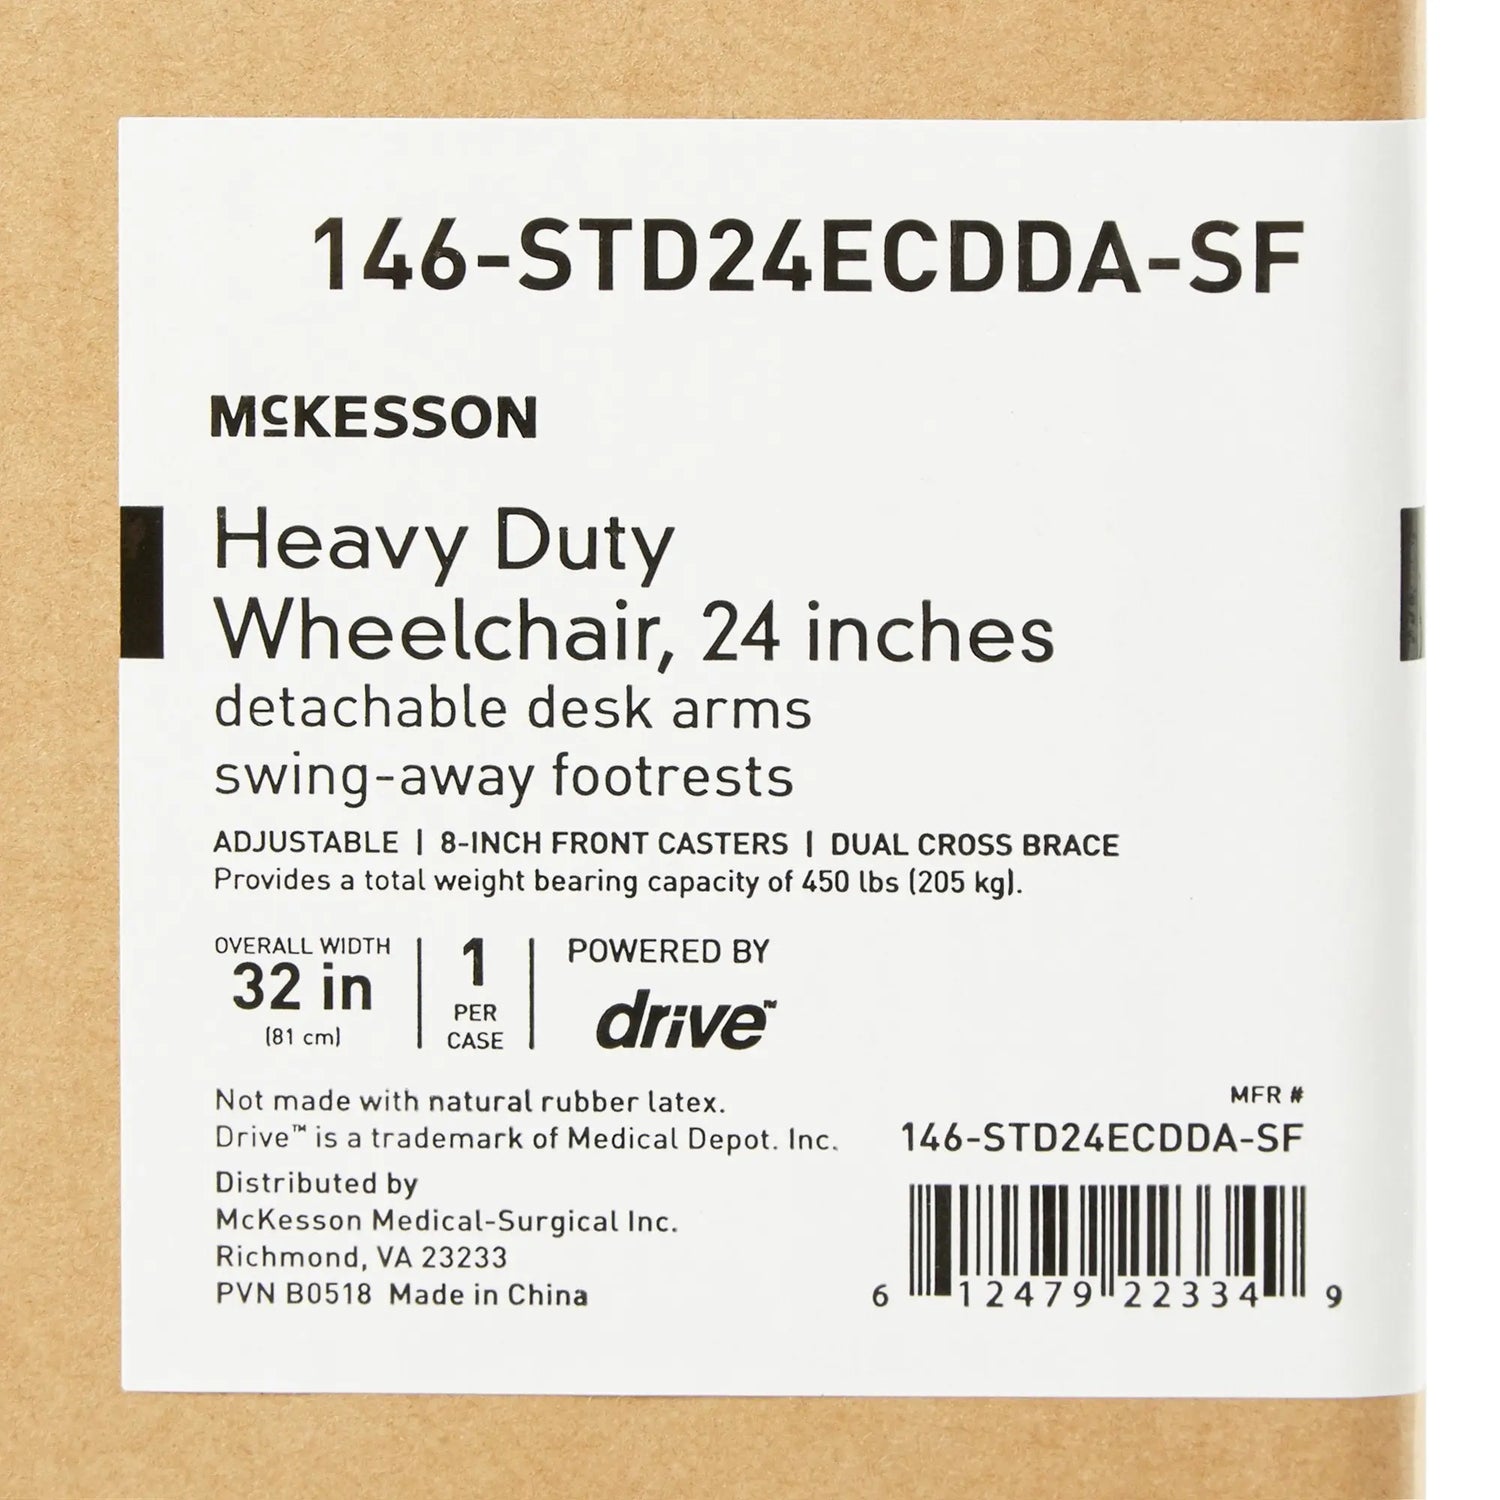 146-STD24ECDDA-SF
McKESSON
Heavy Duty
Wheelchair, 24 inches
detachable desk arms
swing-away footrests
ADJUSTABLE | 8-INCH FRONT CASTERS | DUAL CROSS BRACE
Provides a total weight bearing capacity of 450 lbs (205 kg).
OVERALL WIDTH
32 in
(81 cm)
1
PER
CASE
POWERED BY
drive™
Not made with natural rubber latex.
Drive™ is a trademark of Medical Depot. Inc.
Distributed by
McKesson Medical-Surgical Inc.
Richmond, VA 23233
PVN B0518 Made in China
MFR #
146-STD24ECDDA-SF
6 12479 22334 9